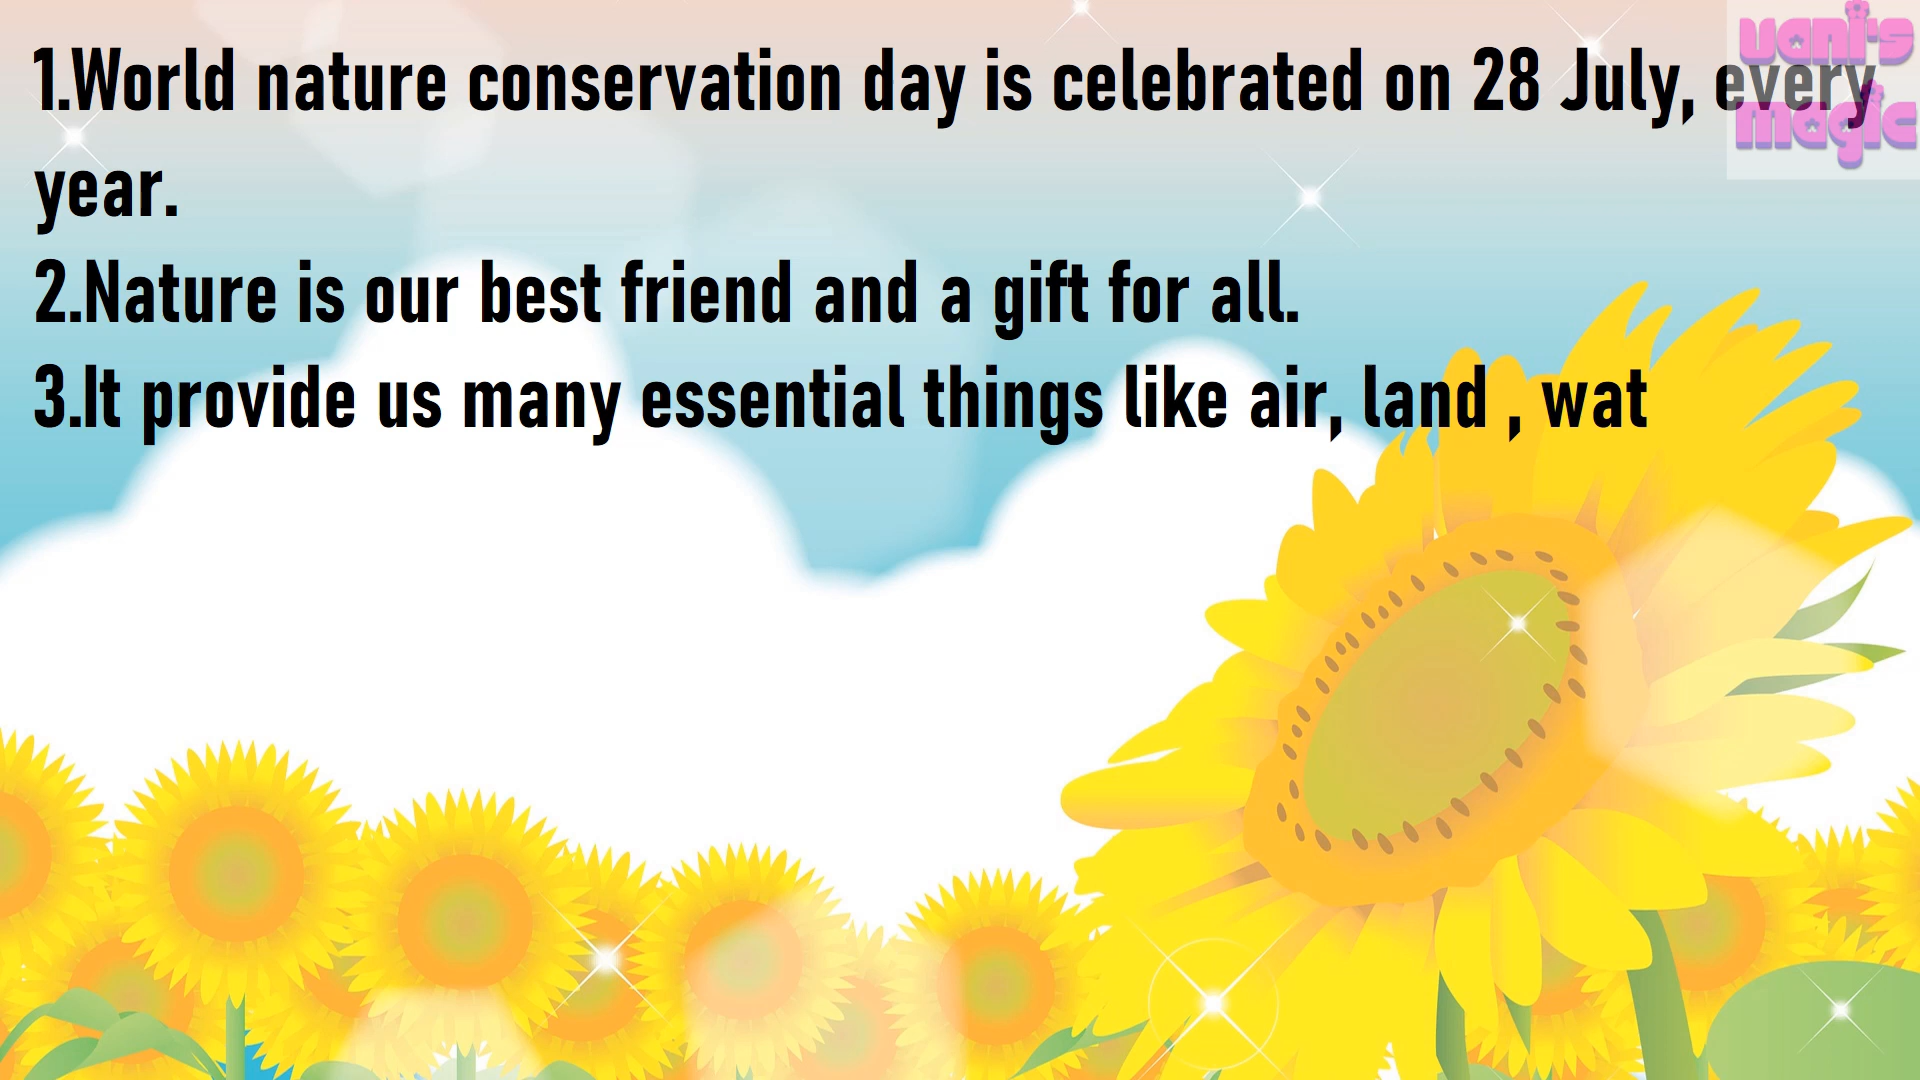 vani's
magic
1.World nature conservation day is celebrated on 28 July, every
year.
2.Nature is our best friend and a gift for all.
3.It provide us many essential things like air, land , wat